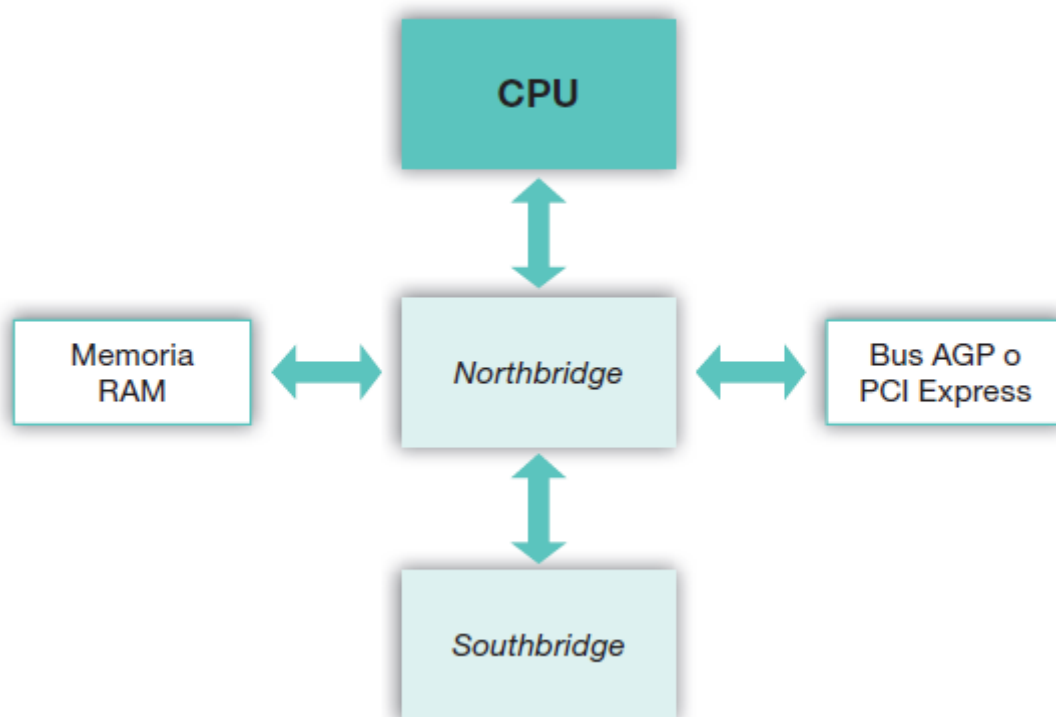 CPU
Memoria
RAM
Northbridge
Bus AGP o
PCI Express
Southbridge